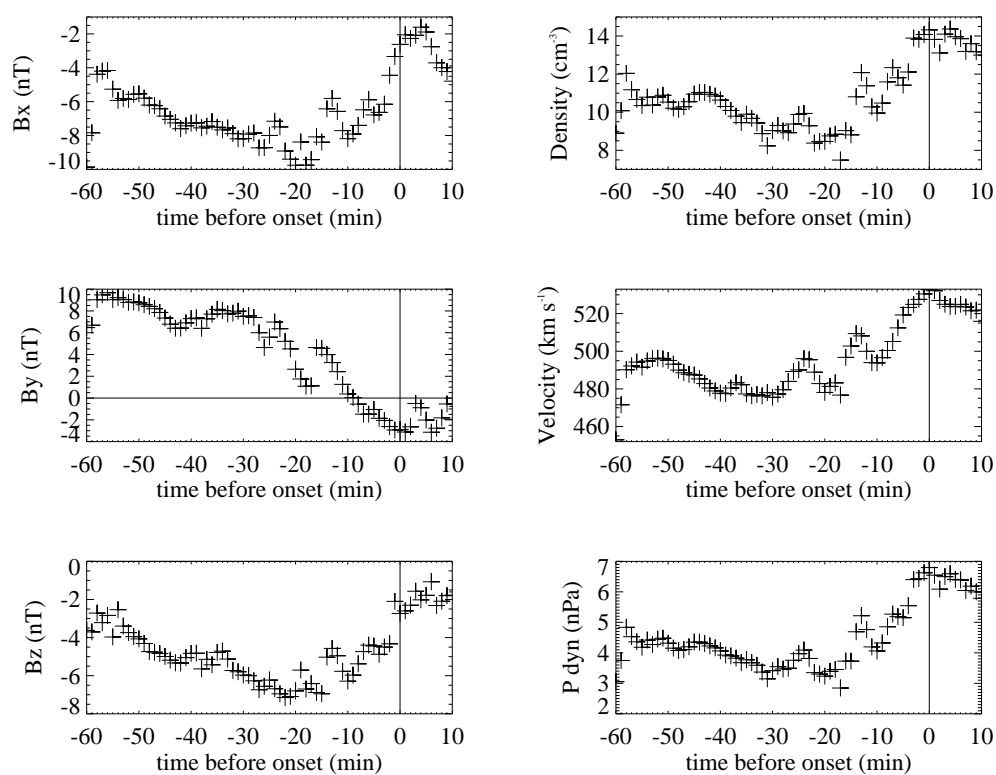 Bx (nT)
-2
-4
-6
-8
-10
-60 -50 -40 -30 -20 -10 0 10
time before onset (min)
Density (cm⁻³)
14
12
10
8
-60 -50 -40 -30 -20 -10 0 10
time before onset (min)
By (nT)
10
8
6
4
2
0
-2
-4
-60 -50 -40 -30 -20 -10 0 10
time before onset (min)
Velocity (km s⁻¹)
520
500
480
460
-60 -50 -40 -30 -20 -10 0 10
time before onset (min)
Bz (nT)
0
-2
-4
-6
-8
-60 -50 -40 -30 -20 -10 0 10
time before onset (min)
P dyn (nPa)
7
6
5
4
3
2
-60 -50 -40 -30 -20 -10 0 10
time before onset (min)